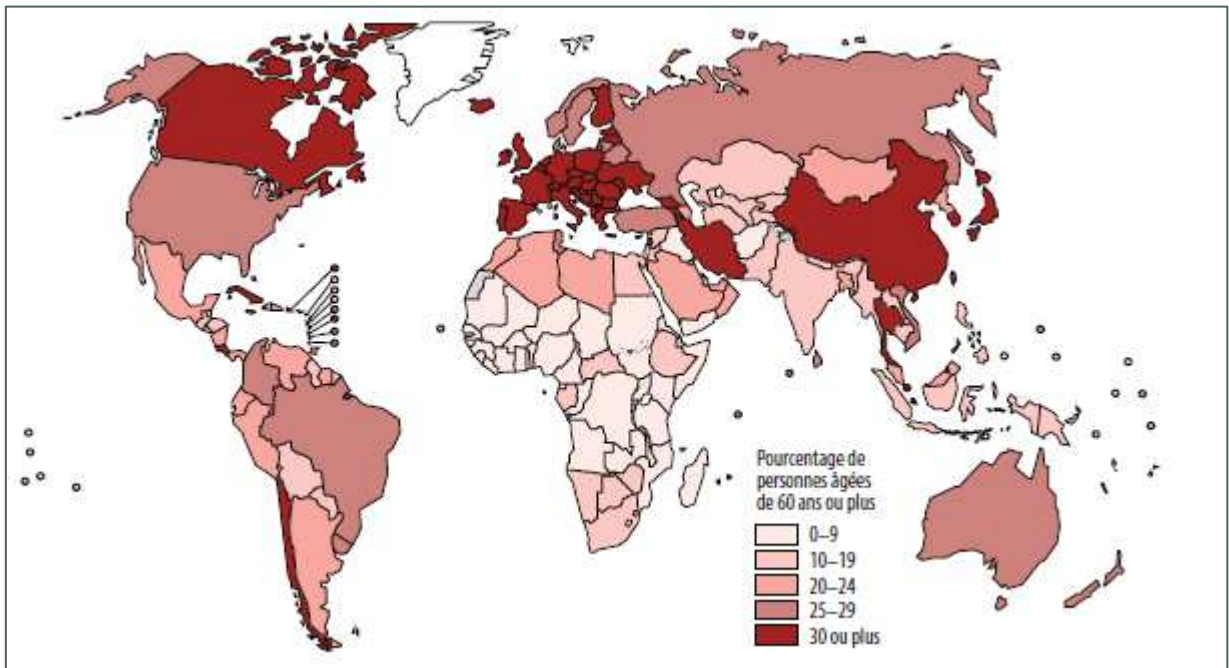 Pourcentage de
personnes âgées
de 60 ans ou plus
0–9
10–19
20–24
25–29
30 ou plus